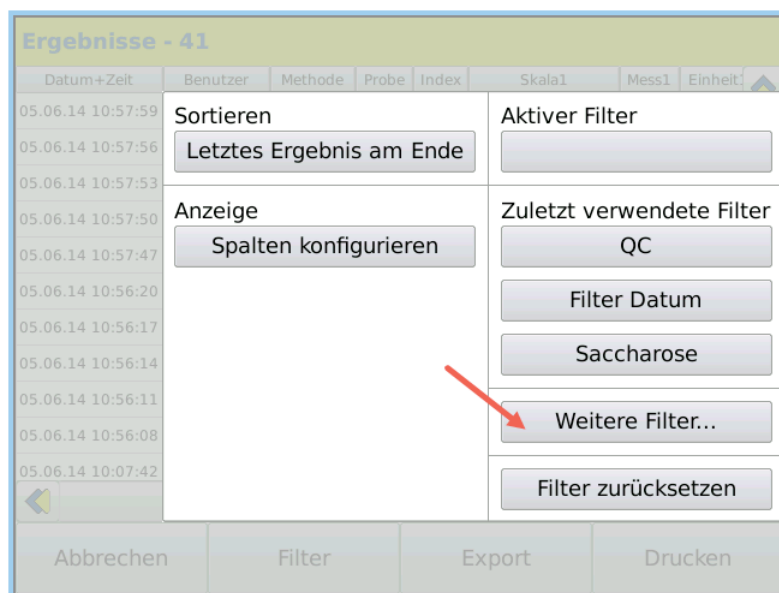 Ergebnisse - 41
Datum+Zeit Benutzer Methode Probe Index Skala1 Mess1 Einheit
05.06.14 10:57:59
05.06.14 10:57:56
05.06.14 10:57:53
05.06.14 10:57:50
05.06.14 10:57:47
05.06.14 10:56:20
05.06.14 10:56:17
05.06.14 10:56:14
05.06.14 10:56:11
05.06.14 10:56:08
05.06.14 10:07:42
Sortieren
Letztes Ergebnis am Ende
Anzeige
Spalten konfigurieren
Aktiver Filter
Zuletzt verwendete Filter
QC
Filter Datum
Saccharose
Weitere Filter...
Filter zurücksetzen
Abbrechen Filter Export Drucken